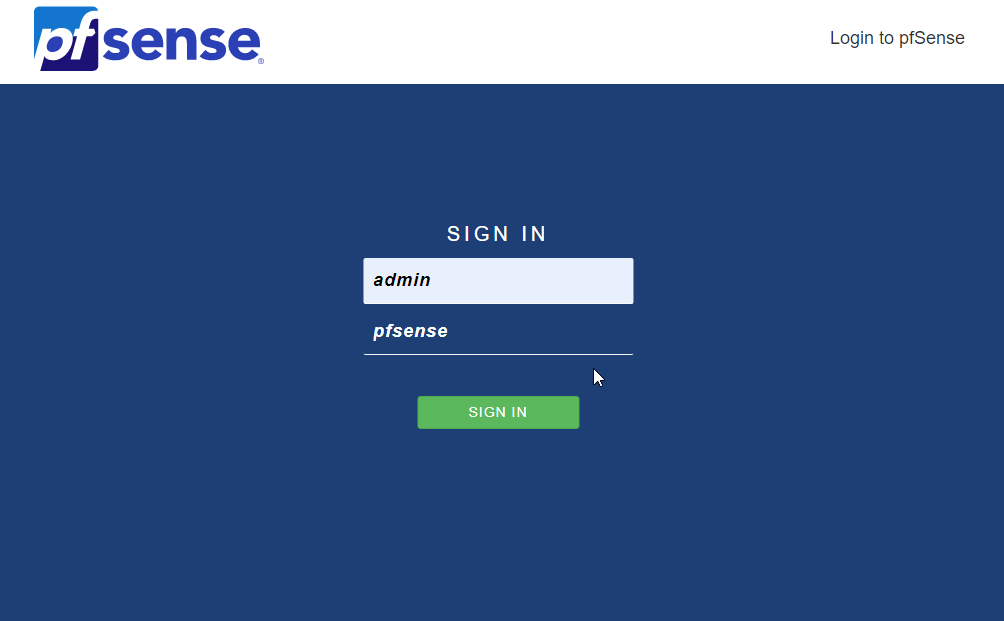 pfsense®
Login to pfSense
SIGN IN
admin
pfsense
SIGN IN